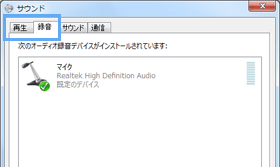 サウンド
再生 録音 サウンド 通信
次のオーディオ録音デバイスがインストールされています:
マイク
Realtek High Definition Audio
既定のデバイス